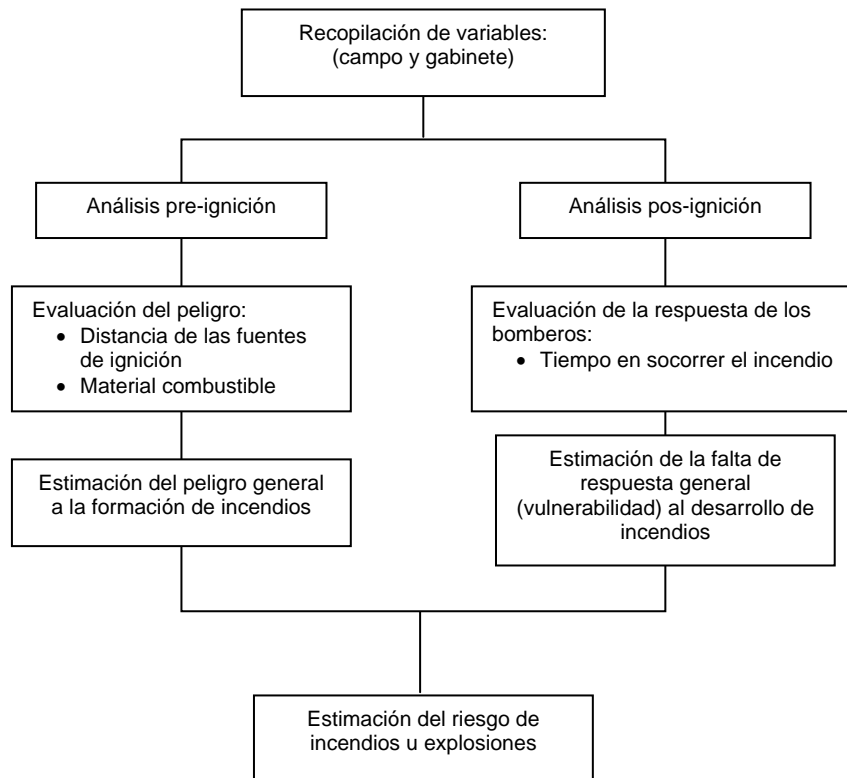 Recopilación de variables:
(campo y gabinete)
Análisis pre-ignición
Análisis pos-ignición
Evaluación del peligro:
• Distancia de las fuentes
de ignición
• Material combustible
Evaluación de la respuesta de los
bomberos:
• Tiempo en socorrer el incendio
Estimación del peligro general
a la formación de incendios
Estimación de la falta de
respuesta general
(vulnerabilidad) al desarrollo de
incendios
Estimación del riesgo de
incendios u explosiones